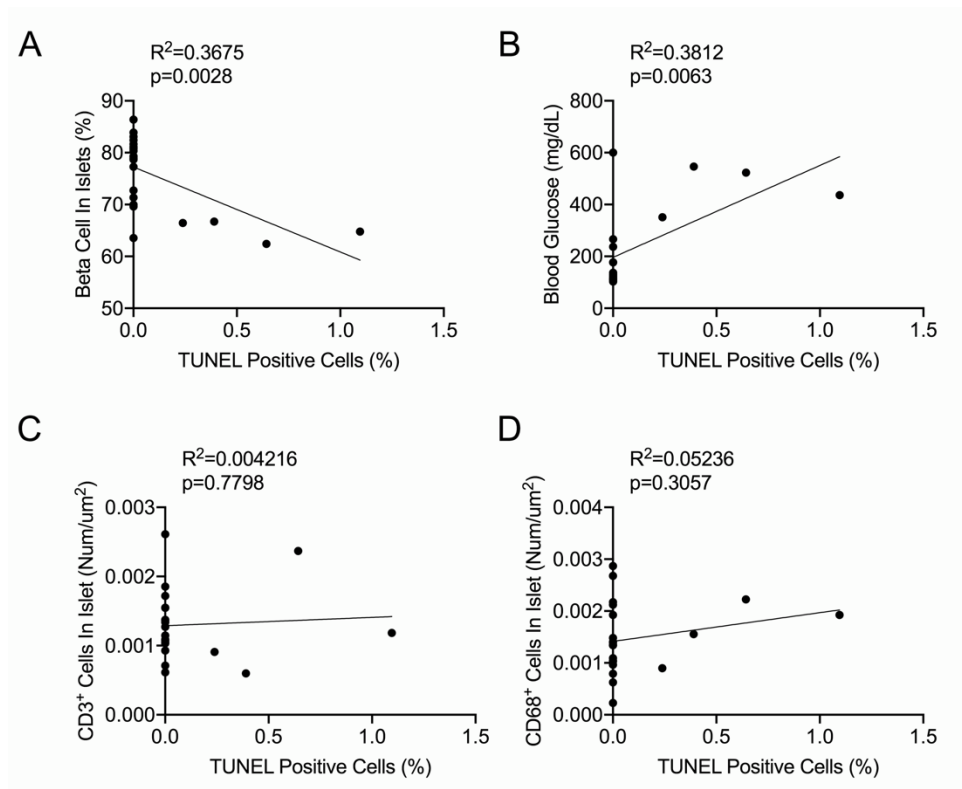 A
R²=0.3675
p=0.0028
Beta Cell In Islets (%)
90
80
70
60
50
0.0 0.5 1.0 1.5
TUNEL Positive Cells (%)
B
R²=0.3812
p=0.0063
Blood Glucose (mg/dL)
800
600
400
200
0
0.0 0.5 1.0 1.5
TUNEL Positive Cells (%)
C
R²=0.004216
p=0.7798
CD3⁺ Cells In Islet (Num/um²)
0.003
0.002
0.001
0.000
0.0 0.5 1.0 1.5
TUNEL Positive Cells (%)
D
R²=0.05236
p=0.3057
CD68⁺ Cells In Islet (Num/um²)
0.004
0.003
0.002
0.001
0.000
0.0 0.5 1.0 1.5
TUNEL Positive Cells (%)